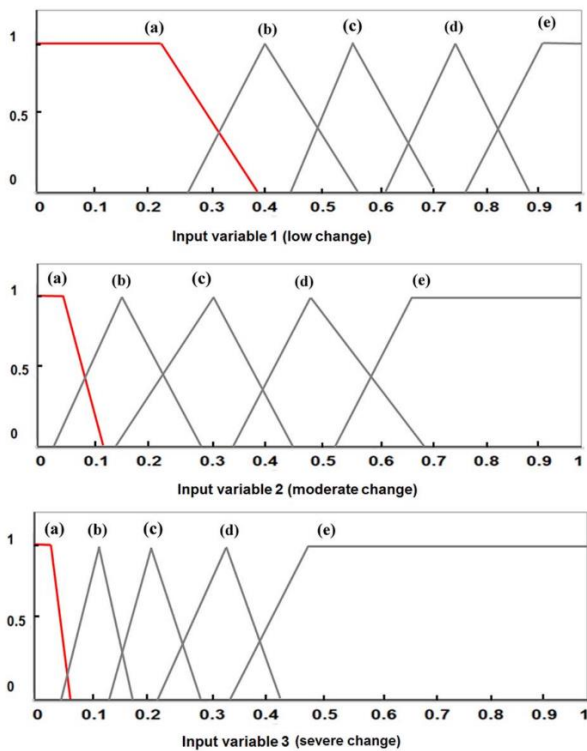 (a) (b) (c) (d) (e)
1
0.5
0
0 0.1 0.2 0.3 0.4 0.5 0.6 0.7 0.8 0.9 1
Input variable 1 (low change)
(a) (b) (c) (d) (e)
1
0.5
0
0 0.1 0.2 0.3 0.4 0.5 0.6 0.7 0.8 0.9 1
Input variable 2 (moderate change)
(a) (b) (c) (d) (e)
1
0.5
0
0 0.1 0.2 0.3 0.4 0.5 0.6 0.7 0.8 0.9 1
Input variable 3 (severe change)